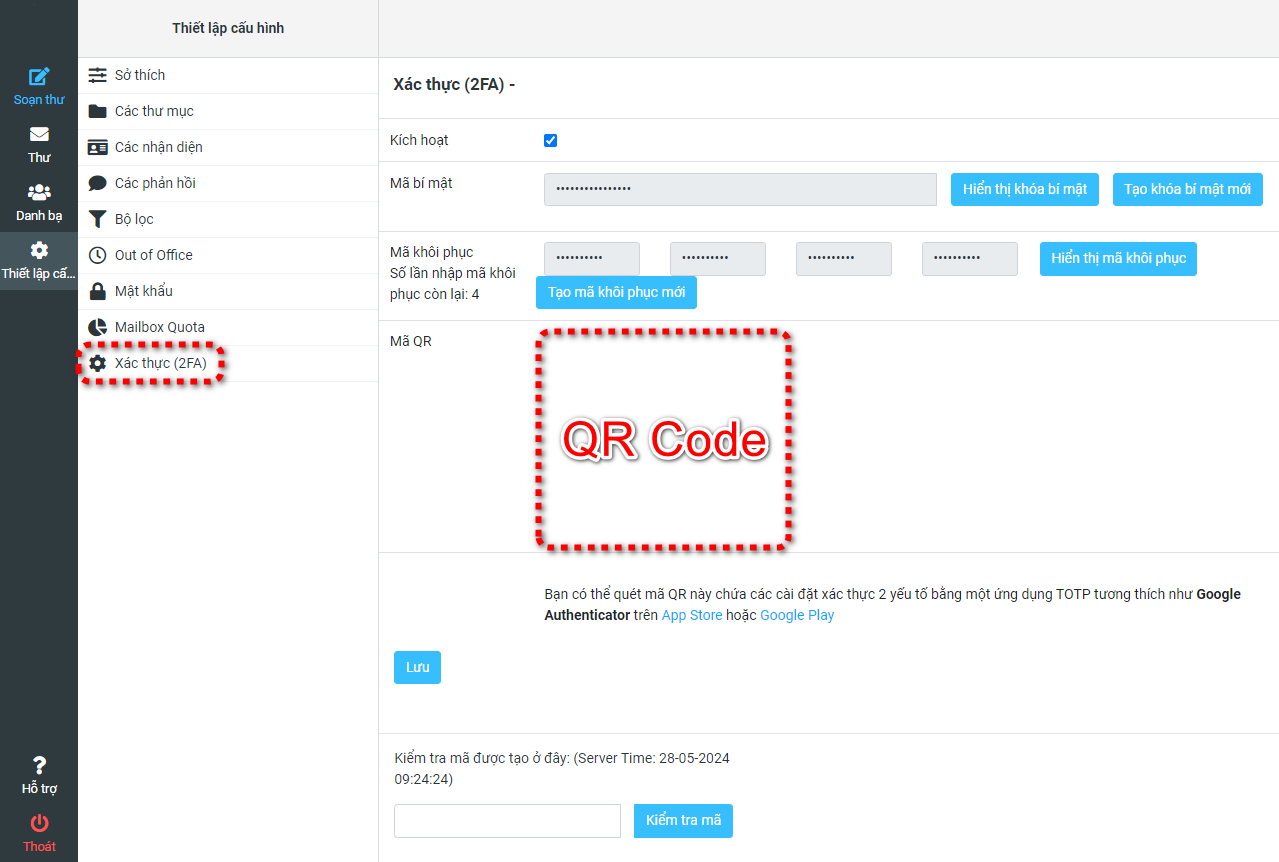 Soạn thư
Thư
Danh bạ
Thiết lập cấ...
Hỗ trợ
Thoát
Thiết lập cấu hình
Sở thích
Các thư mục
Các nhận diện
Các phản hồi
Bộ lọc
Out of Office
Mật khẩu
Mailbox Quota
Xác thực (2FA)
Xác thực (2FA) -
Kích hoạt
Mã bí mật
•••••••••••••••
Hiển thị khóa bí mật
Tạo khóa bí mật mới
Mã khôi phục
Số lần nhập mã khôi
phục còn lại: 4
•••••••••• •••••••••• •••••••••• ••••••••••
Hiển thị mã khôi phục
Tạo mã khôi phục mới
Mã QR
QR Code
Bạn có thể quét mã QR này chứa các cài đặt xác thực 2 yếu tố bằng một ứng dụng TOTP tương thích như Google
Authenticator trên App Store hoặc Google Play
Lưu
Kiểm tra mã được tạo ở đây: (Server Time: 28-05-2024
09:24:24)
Kiểm tra mã